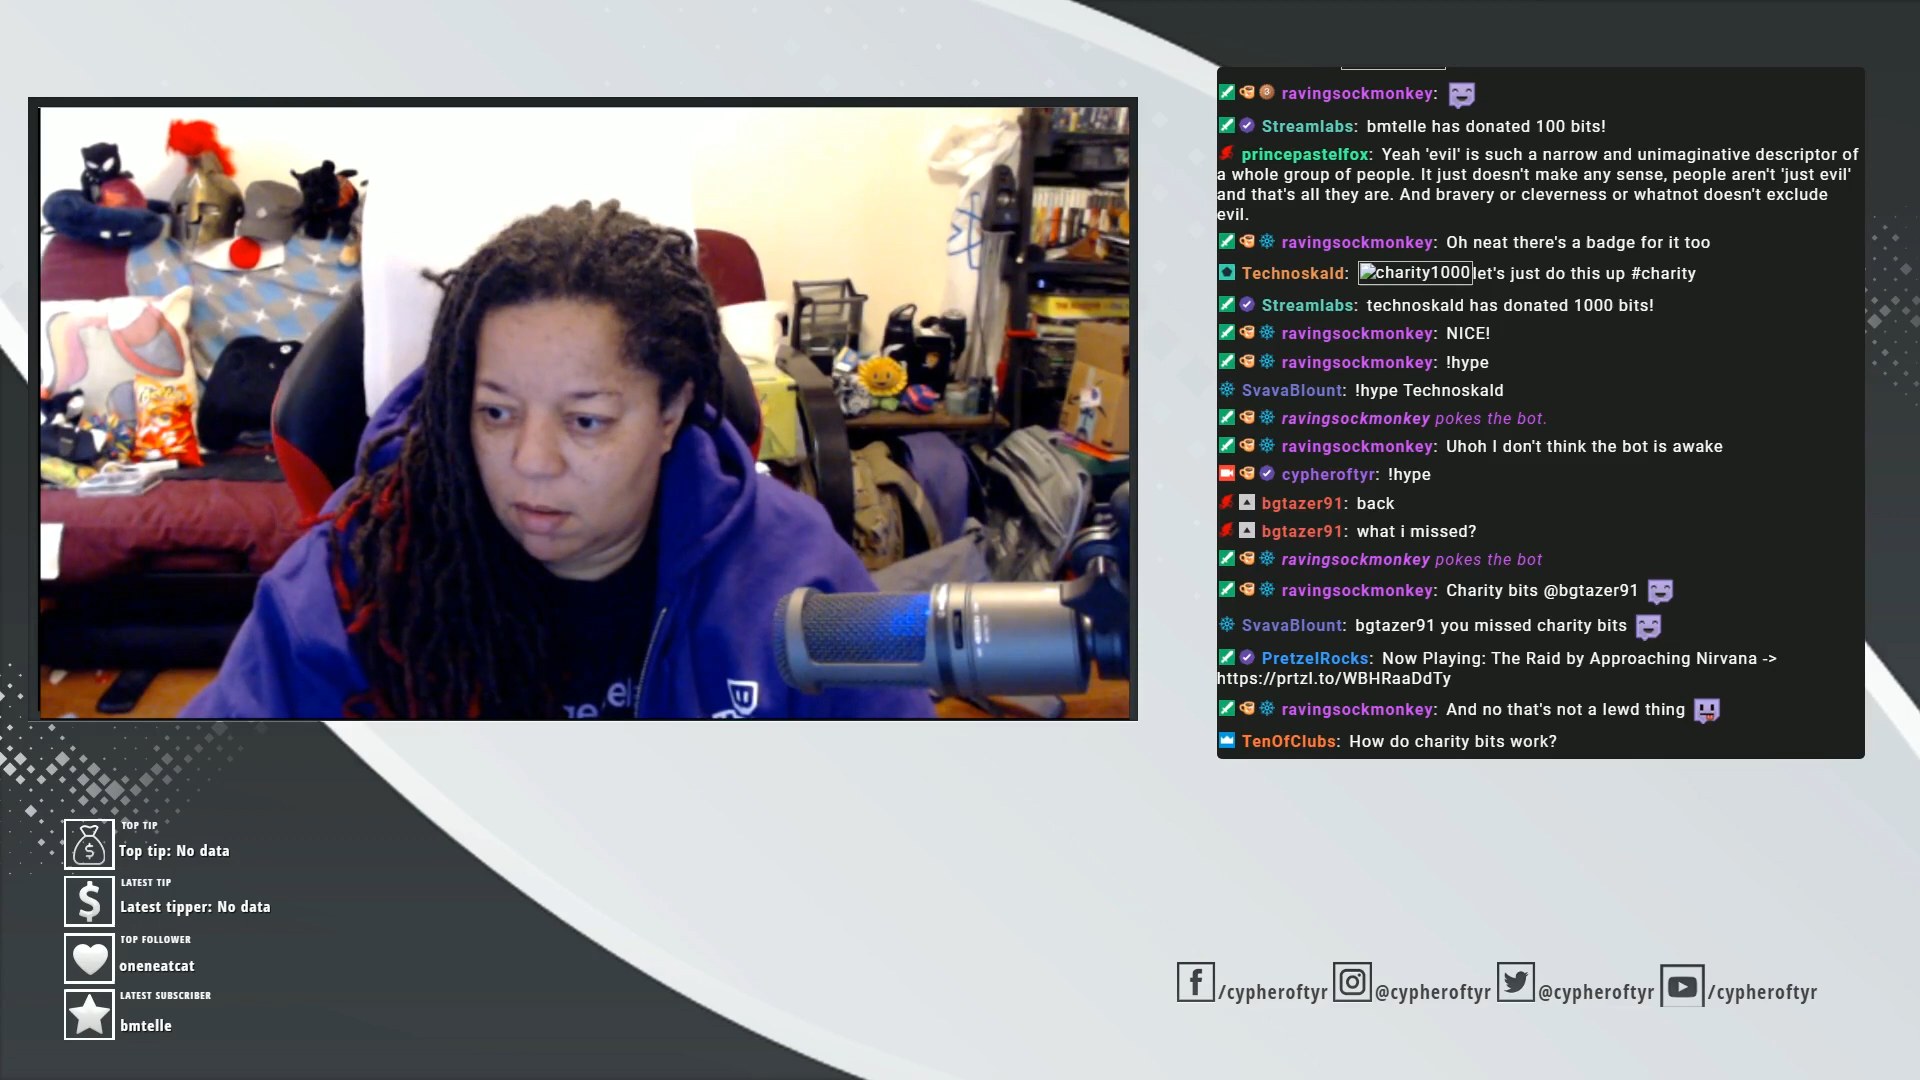 ravingsockmonkey:
Streamlabs: bmtelle has donated 100 bits!
princepastelfox: Yeah 'evil' is such a narrow and unimaginative descriptor of
a whole group of people. It just doesn't make any sense, people aren't 'just evil'
and that's all they are. And bravery or cleverness or whatnot doesn't exclude
evil.
ravingsockmonkey: Oh neat there's a badge for it too
Technoskald: charity1000 let's just do this up #charity
Streamlabs: technoskald has donated 1000 bits!
ravingsockmonkey: NICE!
ravingsockmonkey: !hype
SvavaBlount: !hype Technoskald
ravingsockmonkey pokes the bot.
ravingsockmonkey: Uhoh I don't think the bot is awake
cypheroftyr: !hype
bgtazer91: back
bgtazer91: what i missed?
ravingsockmonkey pokes the bot
ravingsockmonkey: Charity bits @bgtazer91
SvavaBlount: bgtazer91 you missed charity bits
PretzelRocks: Now Playing: The Raid by Approaching Nirvana ->
https://prtzl.to/WBHRaaDdTy
ravingsockmonkey: And no that's not a lewd thing
TenOfClubs: How do charity bits work?
TOP TIP
Top tip: No data
LATEST TIP
Latest tipper: No data
TOP FOLLOWER
oneneatcat
LATEST SUBSCRIBER
bmtelle
/cypheroftyr @cypheroftyr @cypheroftyr /cypheroftyr